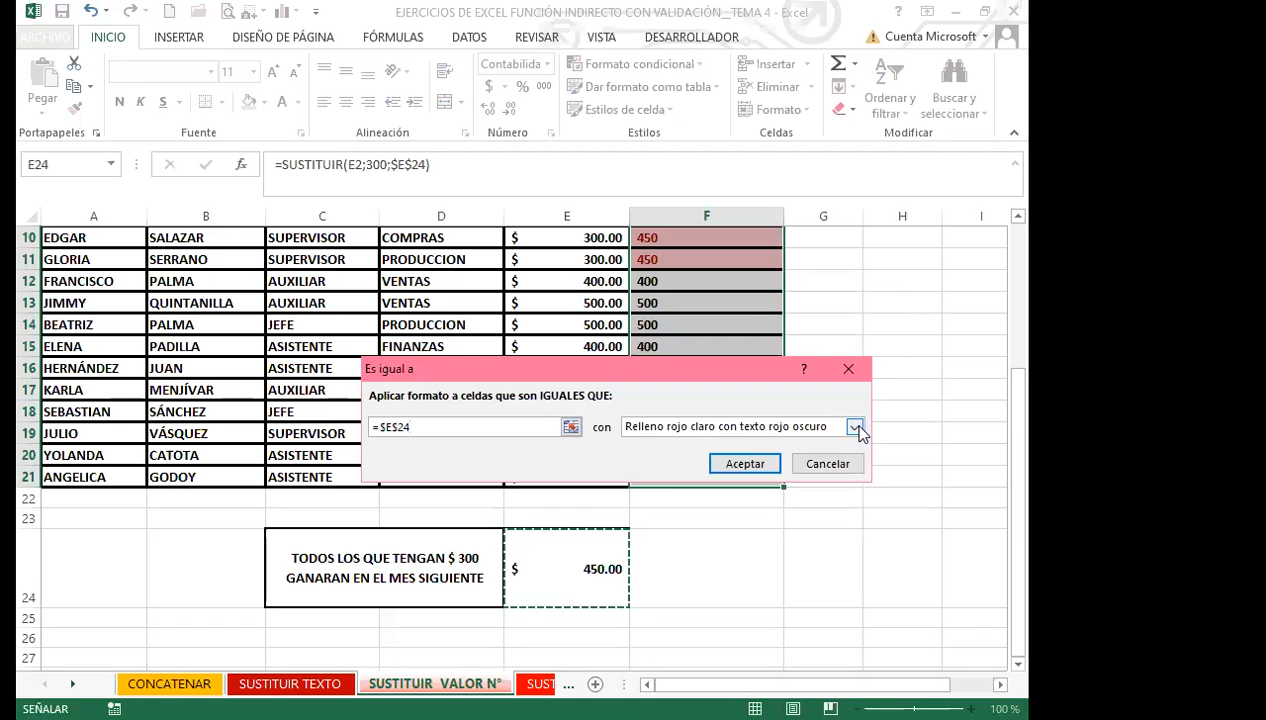 EJERCICIOS DE EXCEL FUNCIÓN INDIRECTO CON VALIDACIÓN__TEMA 4 - Excel
ARCHIVO INICIO INSERTAR DISEÑO DE PÁGINA FÓRMULAS DATOS REVISAR VISTA DESARROLLADOR Cuenta Microsoft
Pegar
11
N K S
Contabilidad
$ % 000
Formato condicional
Dar formato como tabla
Estilos de celda
Insertar
Eliminar
Formato
Ordenar y filtrar
Buscar y seleccionar
Portapapeles Fuente Alineación Número Estilos Celdas Modificar
E24 fx =SUSTITUIR(E2;300;$E$24)
A B C D E F G H I
10 EDGAR SALAZAR SUPERVISOR COMPRAS $ 300.00 450
11 GLORIA SERRANO SUPERVISOR PRODUCCION $ 300.00 450
12 FRANCISCO PALMA AUXILIAR VENTAS $ 400.00 400
13 JIMMY QUINTANILLA AUXILIAR VENTAS $ 500.00 500
14 BEATRIZ PALMA JEFE PRODUCCION $ 500.00 500
15 ELENA PADILLA ASISTENTE FINANZAS $ 400.00 400
16 HERNÁNDEZ JUAN ASISTENTE
17 KARLA MENJÍVAR AUXILIAR
18 SEBASTIAN SÁNCHEZ JEFE
19 JULIO VÁSQUEZ SUPERVISOR
20 YOLANDA CATOTA ASISTENTE
21 ANGELICA GODOY ASISTENTE
Es igual a ?
Aplicar formato a celdas que son IGUALES QUE:
=$E$24 con Relleno rojo claro con texto rojo oscuro
Aceptar Cancelar
22
23
24 TODOS LOS QUE TENGAN $ 300
GANARAN EN EL MES SIGUIENTE $ 450.00
25
26
27
CONCATENAR SUSTITUIR TEXTO SUSTITUIR VALOR N° SUST ...
SEÑALAR 100 %